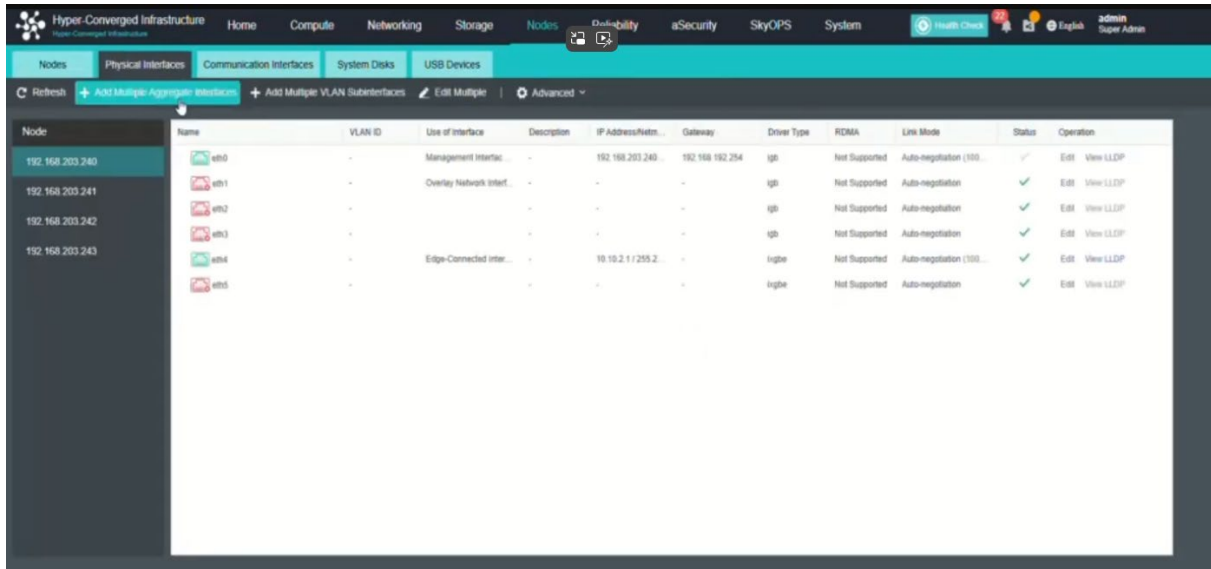 Hyper-Converged Infrastructure
Hyper-Converged Infrastructure
Home Compute Networking Storage Nodes Reliability aSecurity SkyOPS System
Health Check 22 English admin
Super Admin
Nodes Physical Interfaces Communication Interfaces System Disks USB Devices
Refresh Add Multiple Aggregate Interfaces Add Multiple VLAN Subinterfaces Edit Multiple | Advanced
Node
192.168.203.240
192.168.203.241
192.168.203.242
192.168.203.243
Name VLAN ID Use of Interface Description IP Address/Netm... Gateway Driver Type RDMA Link Mode Status Operation
eth0 - Management Interfac... - 192.168.203.240... 192.168.192.254 igb Not Supported Auto-negotiation (100... Edit View LLDP
eth1 - Overlay Network Interf... - - - igb Not Supported Auto-negotiation Edit View LLDP
eth2 - - - - igb Not Supported Auto-negotiation Edit View LLDP
eth3 - - - - igb Not Supported Auto-negotiation Edit View LLDP
eth4 - Edge-Connected Inter... - 10.10.2.1 / 255.2... - ixgbe Not Supported Auto-negotiation (100... Edit View LLDP
eth5 - - - - ixgbe Not Supported Auto-negotiation Edit View LLDP